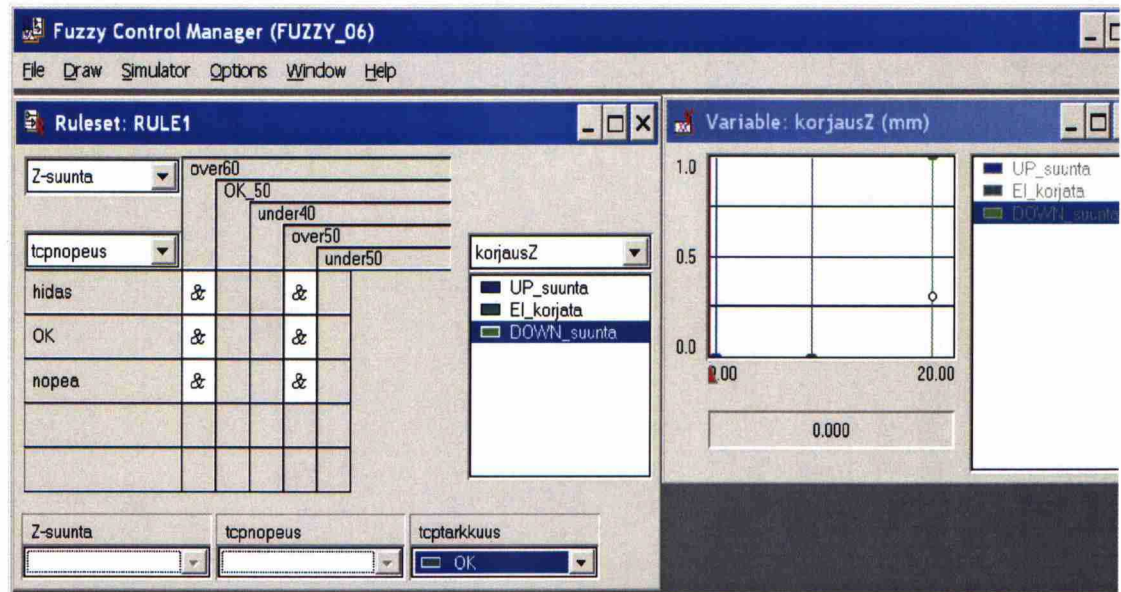 Fuzzy Control Manager (FUZZY_06)
File Draw Simulator Options Window Help
Ruleset: RULE1
Z-suunta
over60
OK_50
under40
over50
under50
tcpnopeus
hidas & &
OK & &
nopea & &
korjausZ
UP_suunta
EI_korjata
DOWN_suunta
Z-suunta tcpnopeus tcptarkkuus
OK
Variable: korjausZ (mm)
1.0
0.5
0.0
20.00
0.000
UP_suunta
EI_korjata
DOWN_suunta